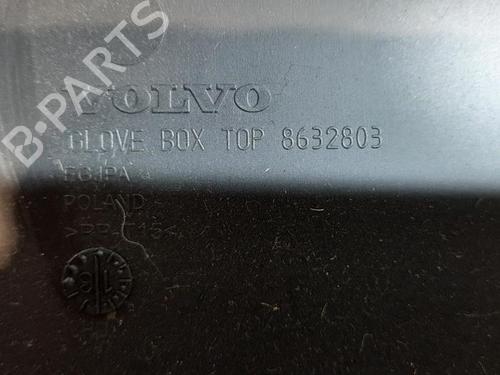 B-PARTS
VOLVO
GLOVE BOX TOP 8632803
POLAND